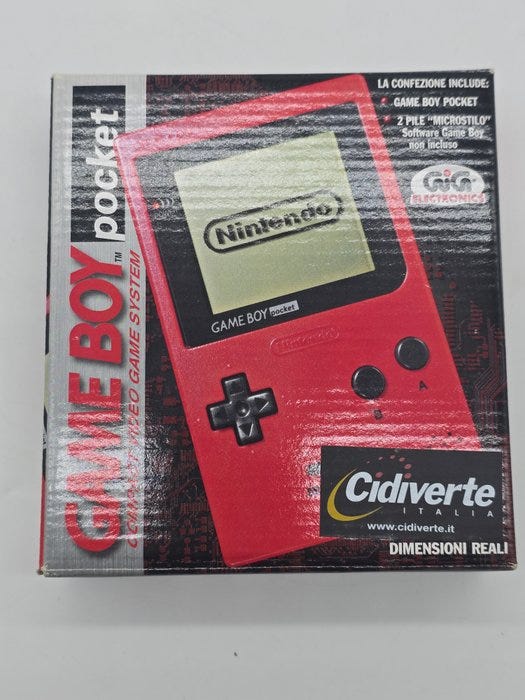 LA CONFEZIONE INCLUDE:
GAME BOY POCKET
2 PILE "MICROSTILO"
Software Game Boy
non incluso
GiG
ELECTRONICS
GAME BOY™ pocket
COMPACT VIDEO GAME SYSTEM
Nintendo
GAME BOY pocket
Nintendo
A
B
Cidiverte
ITALIA
www.cidiverte.it
DIMENSIONI REALI